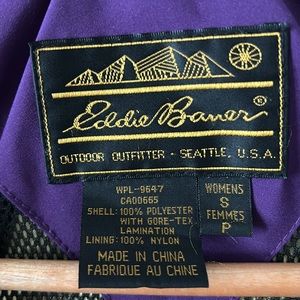 Eddie Bauer ®
OUTDOOR OUTFITTER · SEATTLE, U.S.A.
WPL-9647
CA00665
SHELL: 100% POLYESTER
WITH GORE-TEX
LAMINATION
LINING: 100% NYLON
MADE IN CHINA
FABRIQUE AU CHINE
WOMENS
S
FEMMES
P